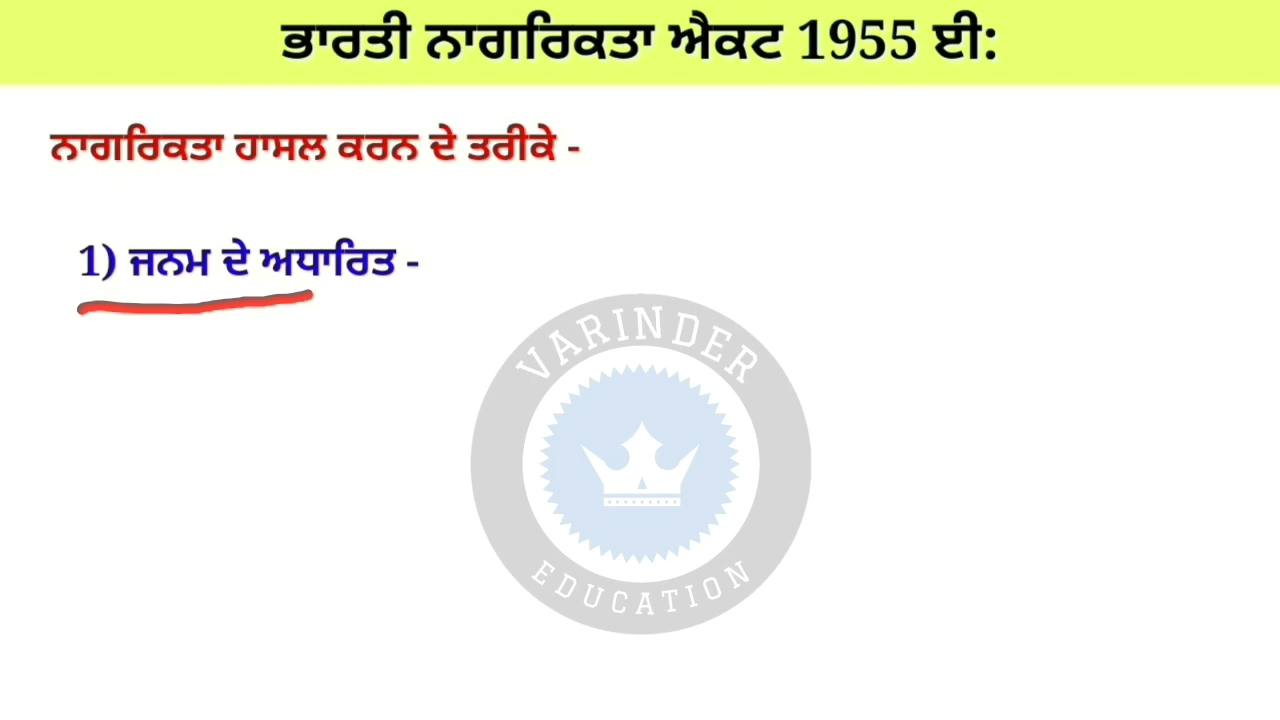 ਭਾਰਤੀ ਨਾਗਰਿਕਤਾ ਐਕਟ 1955 ਈ:
ਨਾਗਰਿਕਤਾ ਹਾਸਲ ਕਰਨ ਦੇ ਤਰੀਕੇ -
1) ਜਨਮ ਦੇ ਅਧਾਰਿਤ -
VARINDER
EDUCATION